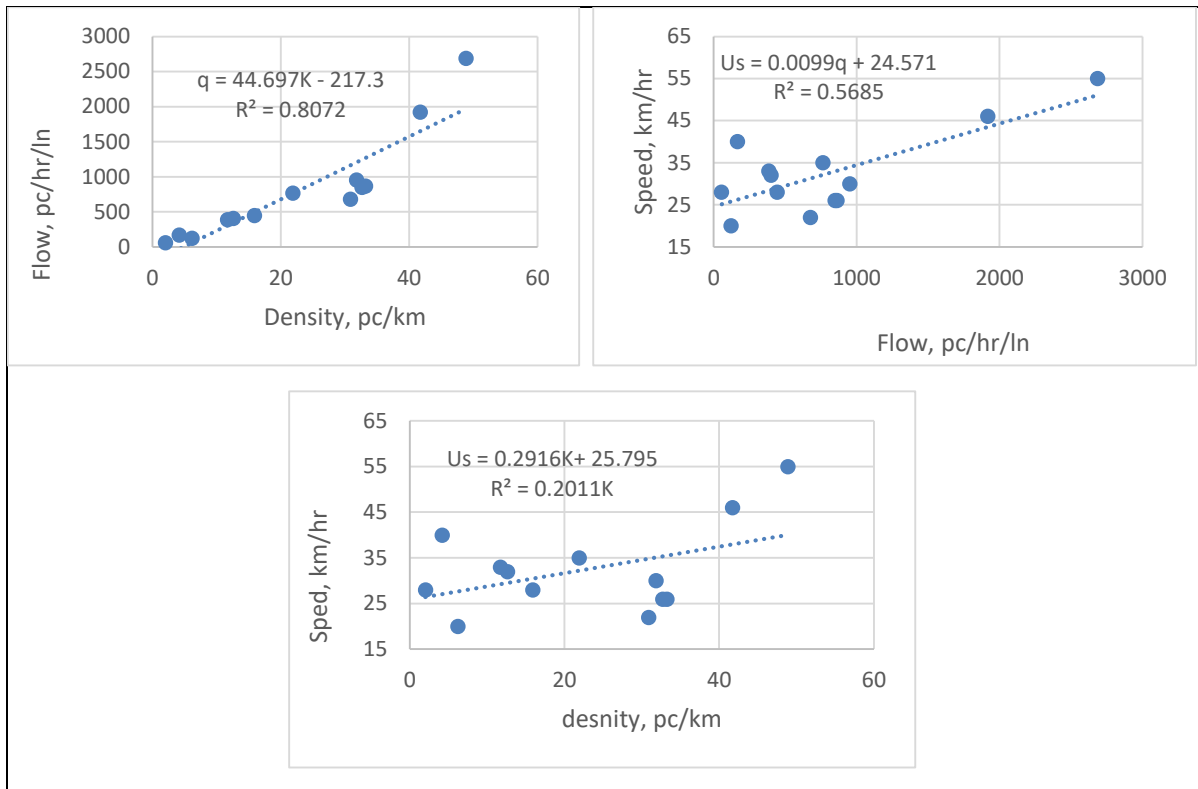 3000
2500
2000
1500
1000
500
0
Flow, pc/hr/ln
q = 44.697K - 217.3
R² = 0.8072
0 20 40 60
Density, pc/km
65
55
45
35
25
15
Speed, km/hr
Us = 0.0099q + 24.571
R² = 0.5685
0 1000 2000 3000
Flow, pc/hr/ln
65
55
45
35
25
15
Sped, km/hr
Us = 0.2916K+ 25.795
R² = 0.2011K
0 20 40 60
desnity, pc/km